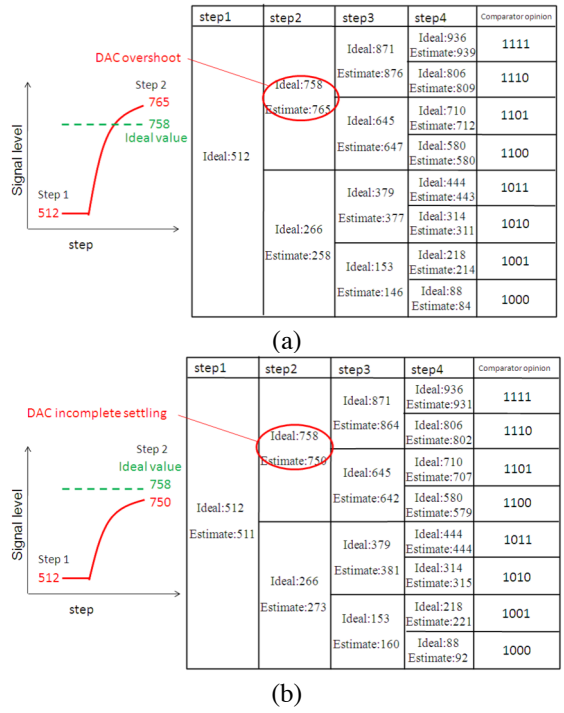 step1 step2 step3 step4 Comparator opinion
DAC overshoot
Signal level
Step 2
765
758
Ideal value
Step 1
512
step
Ideal:512
Ideal:758
Estimate:765
Ideal:266
Estimate:258
Ideal:871
Estimate:876
Ideal:645
Estimate:647
Ideal:379
Estimate:377
Ideal:153
Estimate:146
Ideal:936
Estimate:939
1111
Ideal:806
Estimate:809
1110
Ideal:710
Estimate:712
1101
Ideal:580
Estimate:580
1100
Ideal:444
Estimate:443
1011
Ideal:314
Estimate:311
1010
Ideal:218
Estimate:214
1001
Ideal:88
Estimate:84
1000
(a)
step1 step2 step3 step4 Comparator opinion
DAC incomplete settling
Signal level
Step 2
Ideal value
758
750
Step 1
512
step
Ideal:512
Estimate:511
Ideal:758
Estimate:750
Ideal:266
Estimate:273
Ideal:871
Estimate:864
Ideal:645
Estimate:642
Ideal:379
Estimate:381
Ideal:153
Estimate:160
Ideal:936
Estimate:931
1111
Ideal:806
Estimate:802
1110
Ideal:710
Estimate:707
1101
Ideal:580
Estimate:579
1100
Ideal:444
Estimate:444
1011
Ideal:314
Estimate:315
1010
Ideal:218
Estimate:221
1001
Ideal:88
Estimate:92
1000
(b)